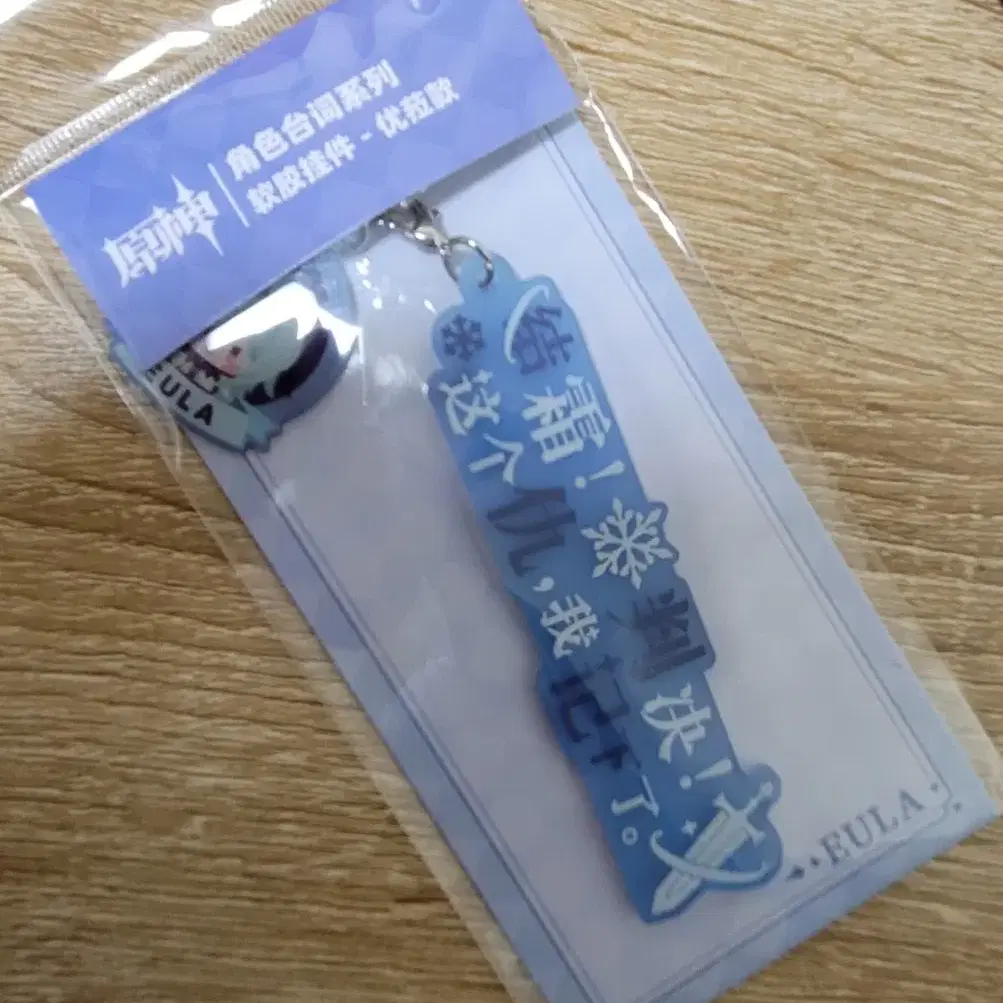 原神
角色台词系列
软胶挂件 - 优菈款
EULA
结霜!判决!
这个仇,我记下了。
EULA